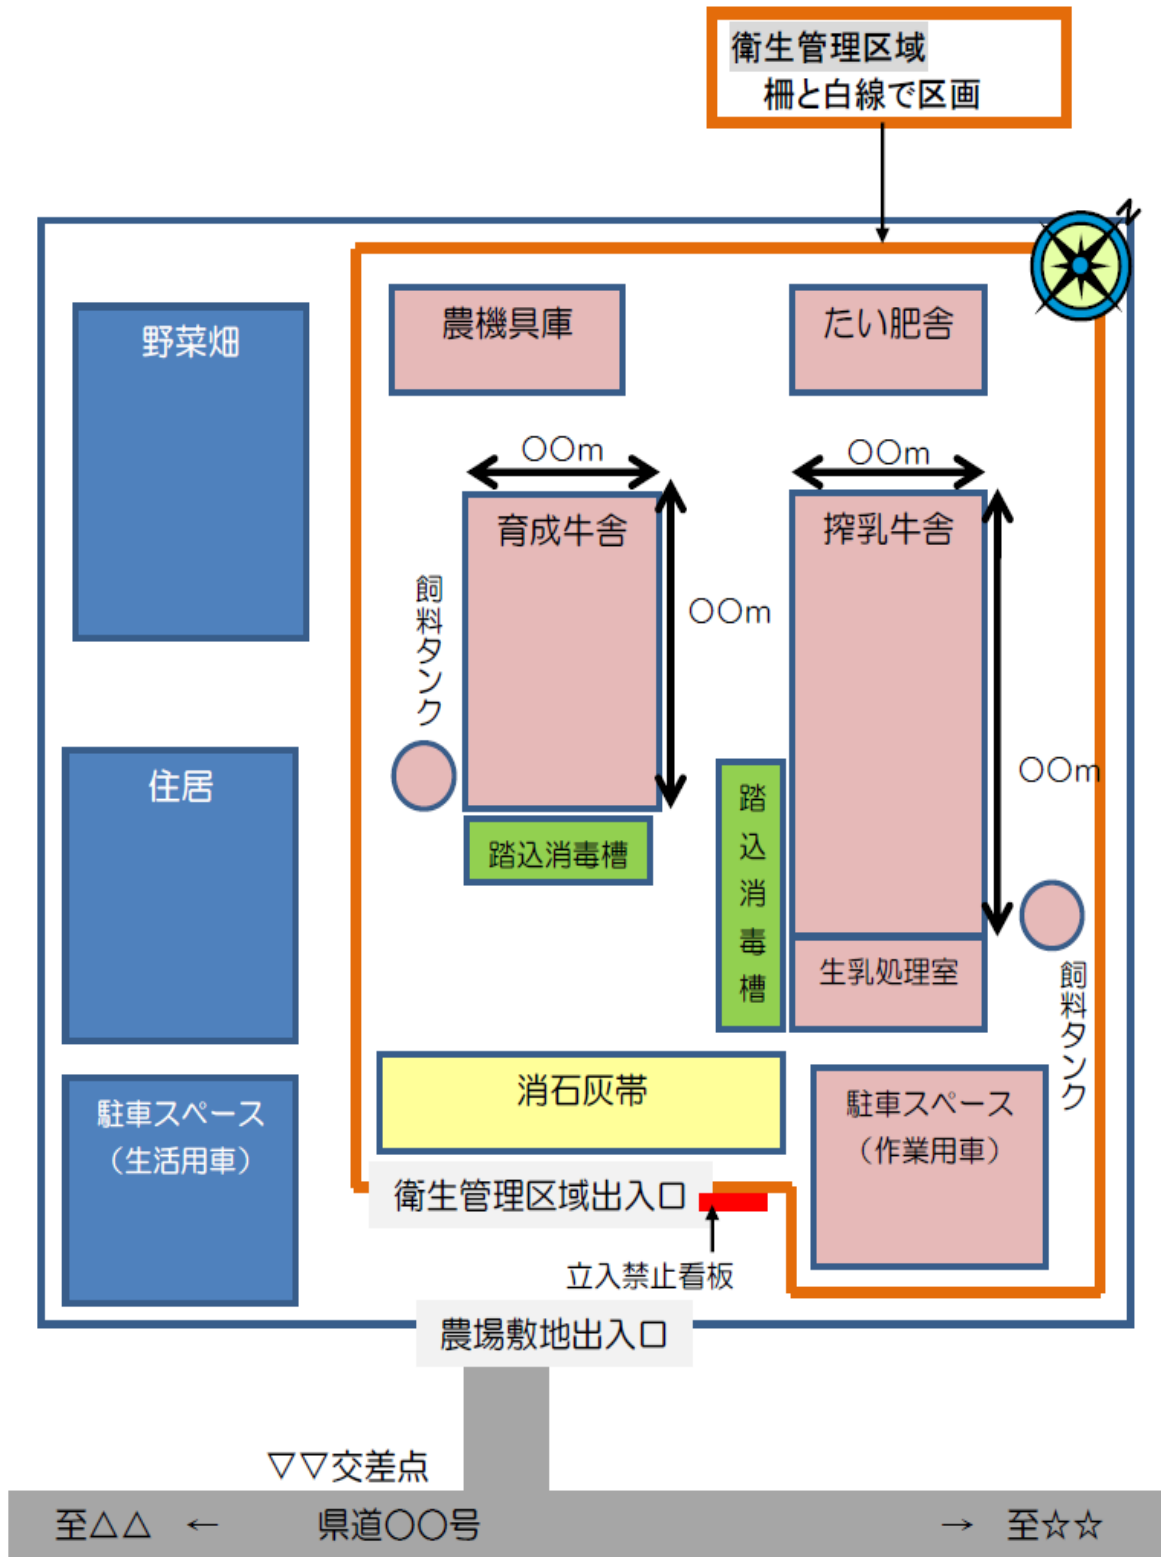 衛生管理区域
柵と白線で区画
N
農機具庫
たい肥舎
野菜畑
〇〇m
〇〇m
育成牛舎
搾乳牛舎
飼料タンク
〇〇m
〇〇m
住居
踏込消毒槽
踏込消毒槽
生乳処理室
飼料タンク
消石灰帯
駐車スペース
（作業用車）
駐車スペース
（生活用車）
衛生管理区域出入口
立入禁止看板
農場敷地出入口
▽▽交差点
至△△ ← 県道〇〇号 → 至☆☆